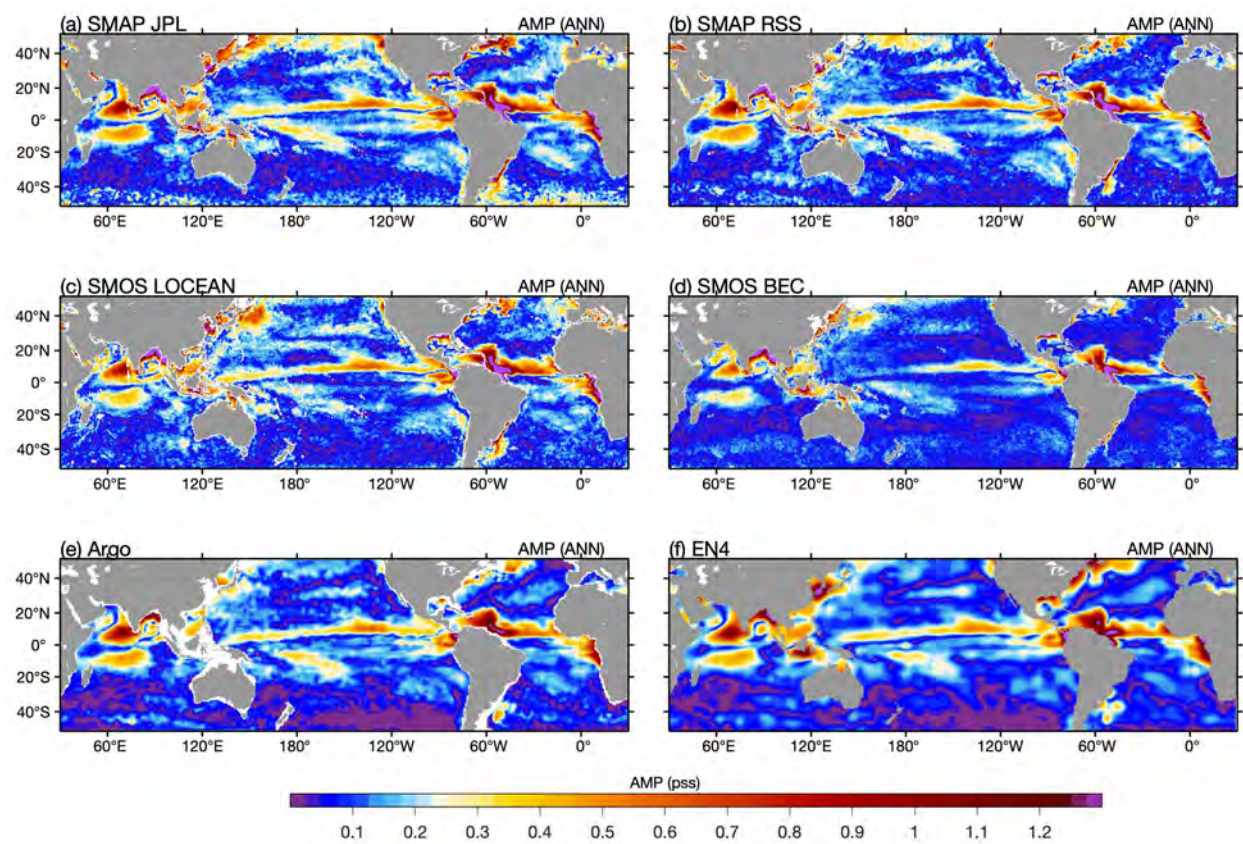 (a) SMAP JPL AMP (ANN)
(b) SMAP RSS AMP (ANN)
40°N
20°N
0°
20°S
40°S
60°E 120°E 180° 120°W 60°W 0°
40°N
20°N
0°
20°S
40°S
60°E 120°E 180° 120°W 60°W 0°
(c) SMOS LOCEAN AMP (ANN)
(d) SMOS BEC AMP (ANN)
40°N
20°N
0°
20°S
40°S
60°E 120°E 180° 120°W 60°W 0°
40°N
20°N
0°
20°S
40°S
60°E 120°E 180° 120°W 60°W 0°
(e) Argo AMP (ANN)
(f) EN4 AMP (ANN)
40°N
20°N
0°
20°S
40°S
60°E 120°E 180° 120°W 60°W 0°
40°N
20°N
0°
20°S
40°S
60°E 120°E 180° 120°W 60°W 0°
AMP (pss)
0.1 0.2 0.3 0.4 0.5 0.6 0.7 0.8 0.9 1 1.1 1.2